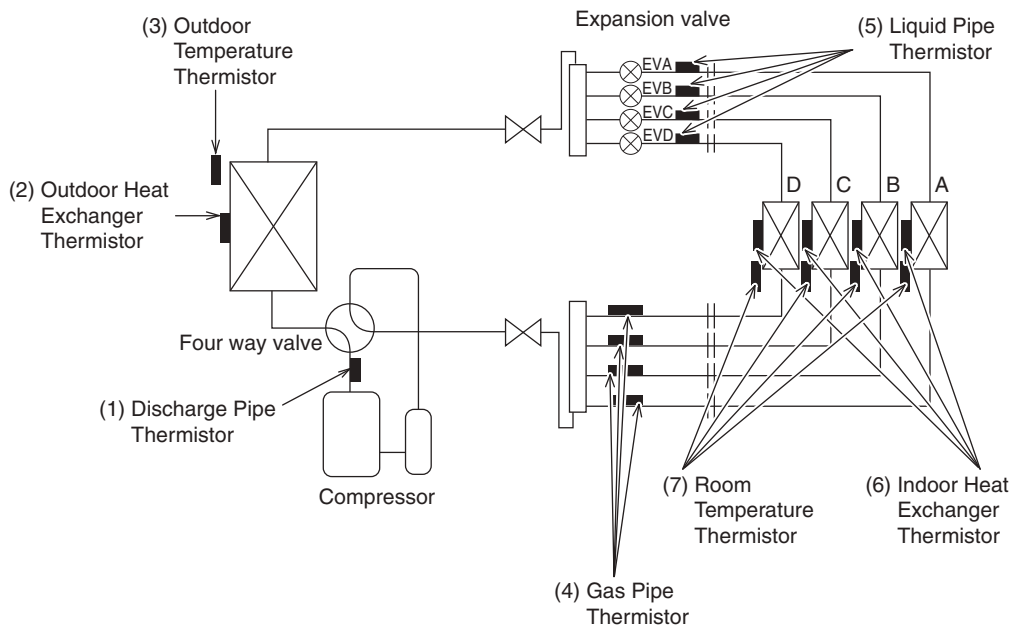 (3) Outdoor
Temperature
Thermistor
Expansion valve
(5) Liquid Pipe
Thermistor
EVA
EVB
EVC
EVD
(2) Outdoor Heat
Exchanger
Thermistor
D C B A
Four way valve
(1) Discharge Pipe
Thermistor
Compressor
(7) Room
Temperature
Thermistor
(6) Indoor Heat
Exchanger
Thermistor
(4) Gas Pipe
Thermistor